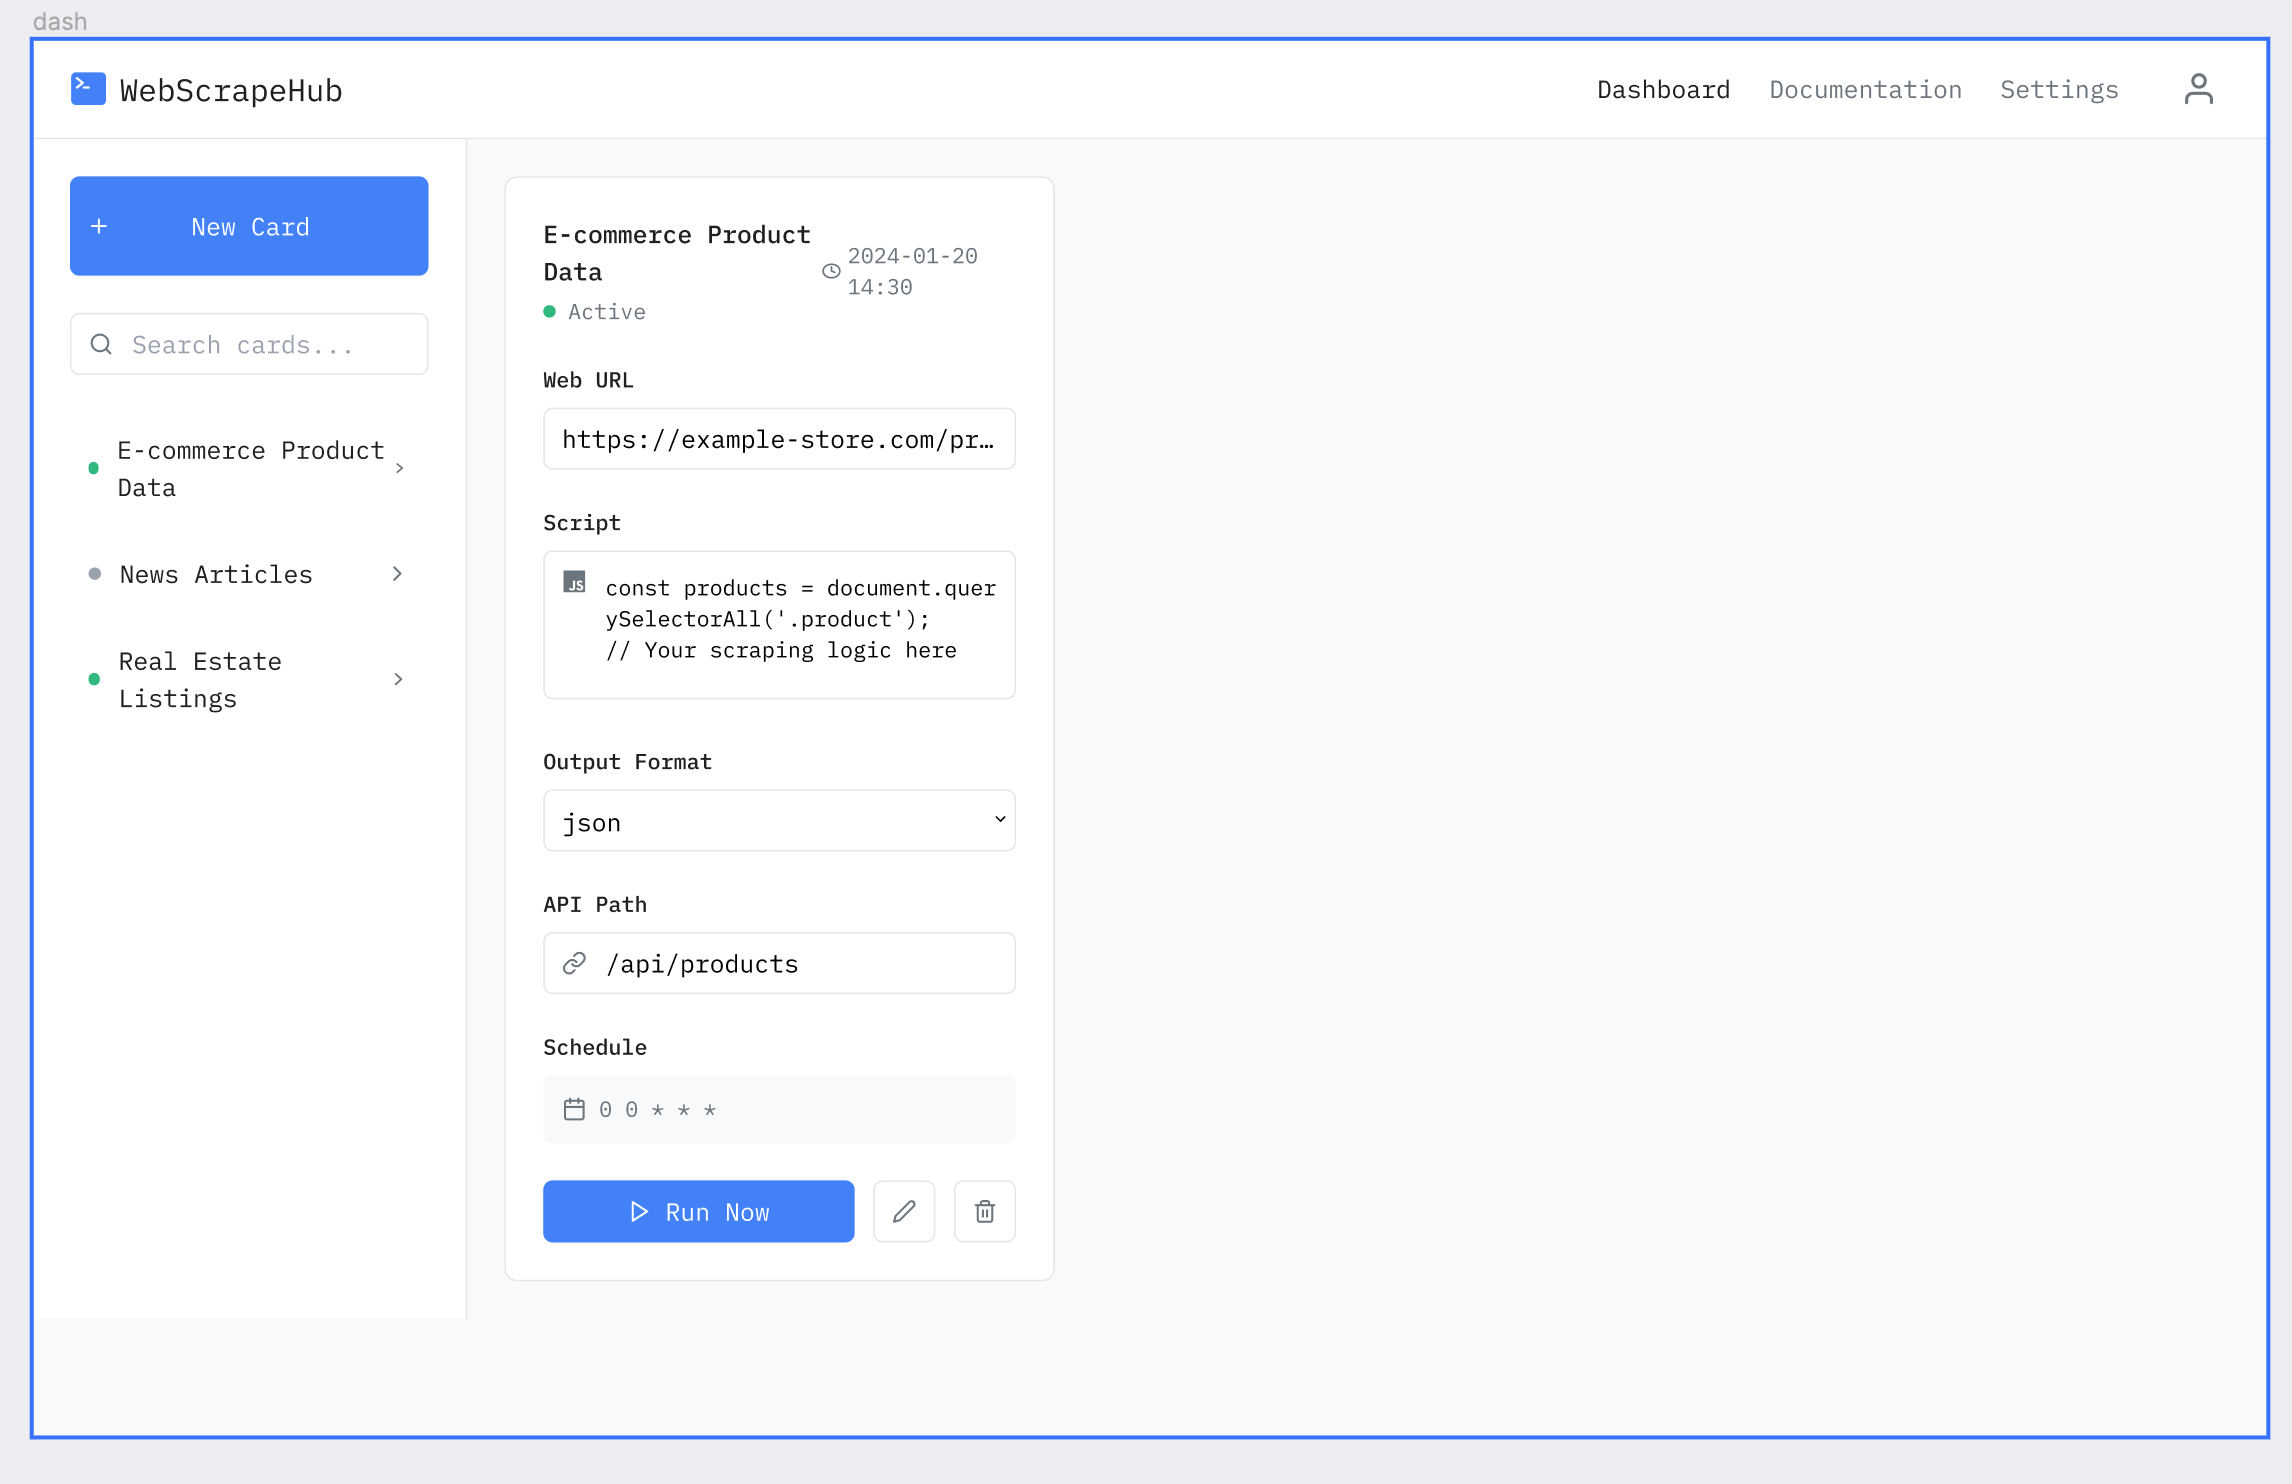 dash
WebScrapeHub
Dashboard
Documentation
Settings
+ New Card
Search cards...
E-commerce Product
Data
News Articles
Real Estate
Listings
E-commerce Product
Data
2024-01-20
14:30
Active
Web URL
https://example-store.com/pr…
Script
JS
const products = document.quer
ySelectorAll('.product');
// Your scraping logic here
Output Format
json
API Path
/api/products
Schedule
0 0 * * *
Run Now